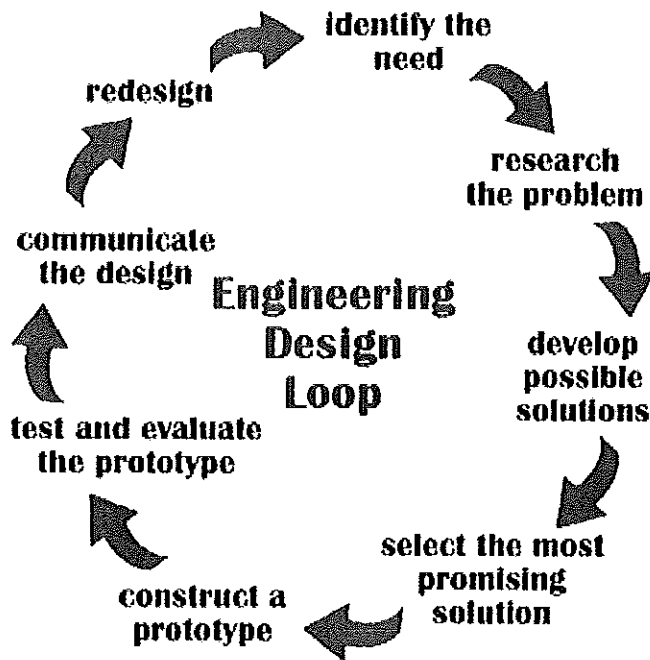 identify the
need
research
the problem
develop
possible
solutions
select the most
promising
solution
construct a
prototype
test and evaluate
the prototype
communicate
the design
redesign
Engineering
Design
Loop